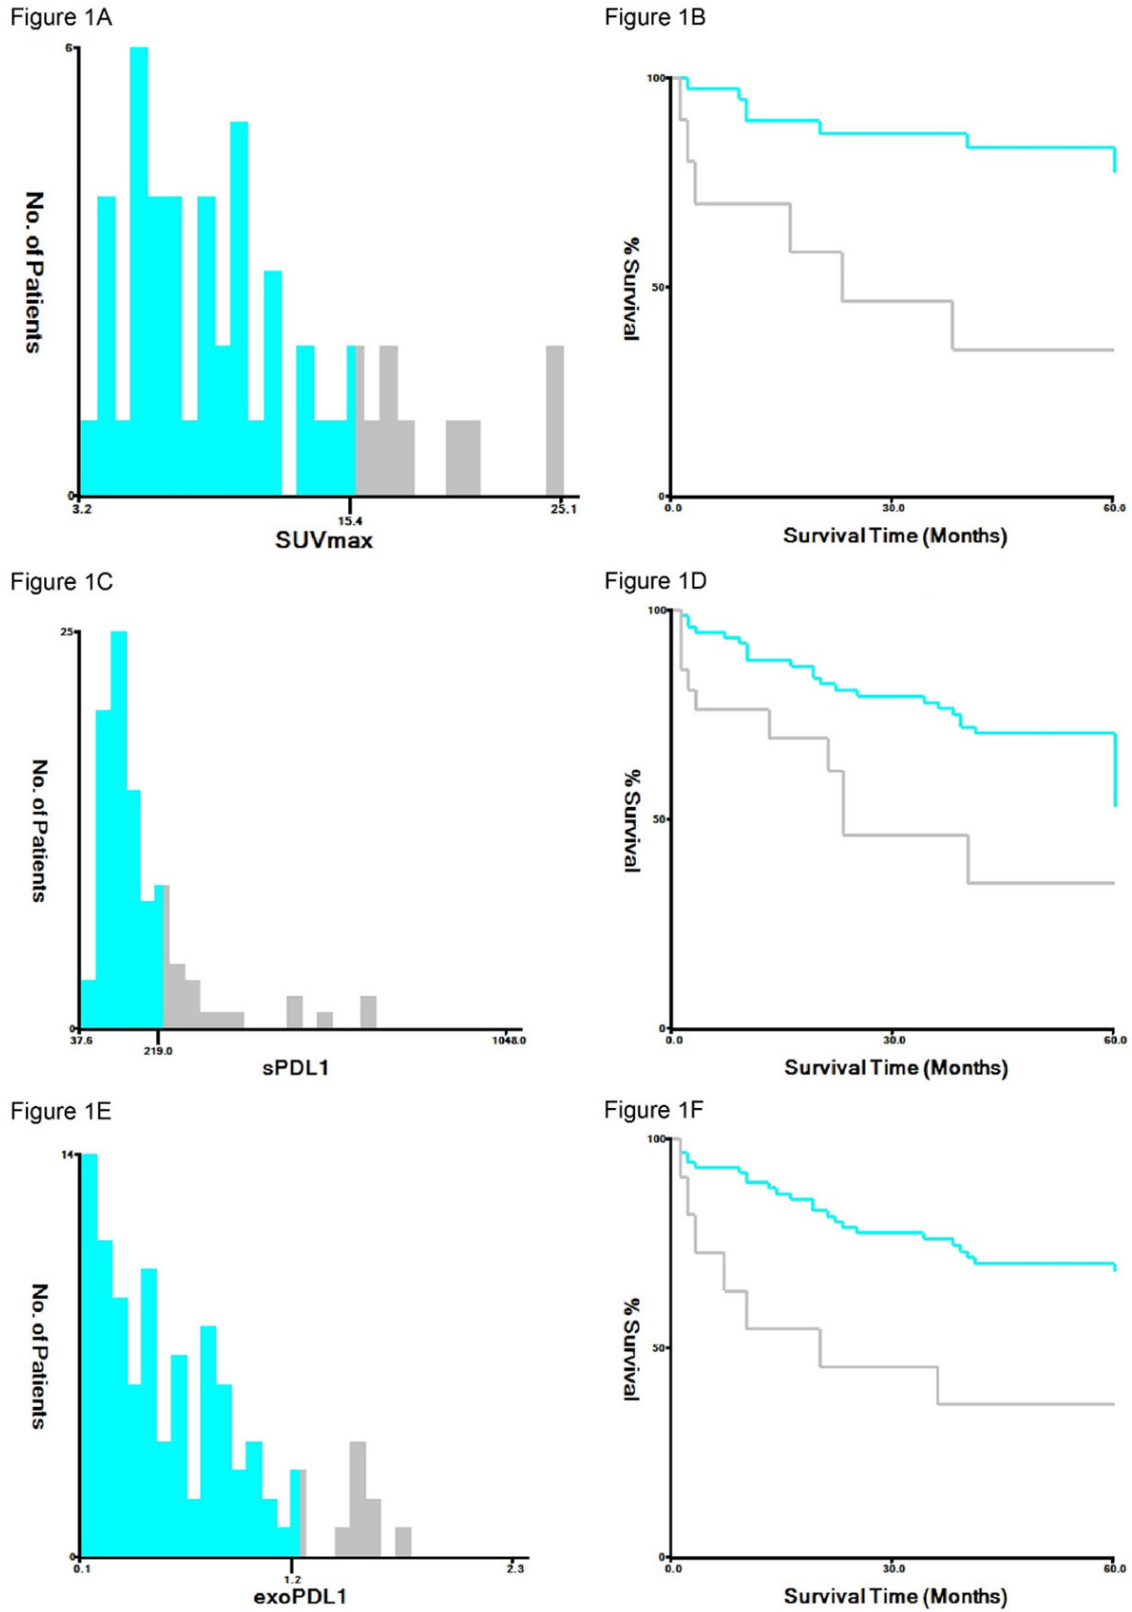 Figure 1A
6
No. of Patients
0
3.2
15.4
25.1
SUVmax
Figure 1B
100
% Survival
50
0
0.0
30.0
60.0
Survival Time (Months)
Figure 1C
25
No. of Patients
0
37.6
219.0
1048.0
sPDL1
Figure 1D
100
% Survival
50
0
0.0
30.0
60.0
Survival Time (Months)
Figure 1E
14
No. of Patients
0
0.1
1.2
2.3
exoPDL1
Figure 1F
100
% Survival
50
0
0.0
30.0
60.0
Survival Time (Months)